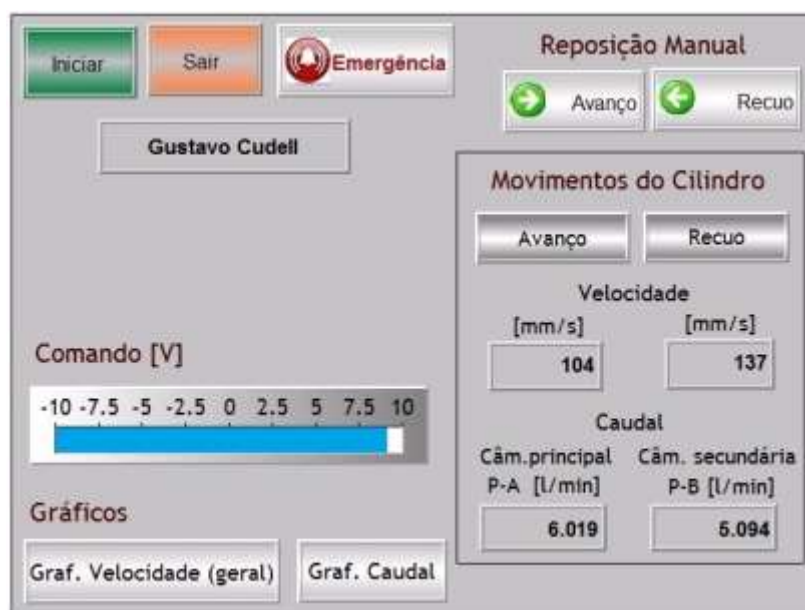 Iniciar
Sair
Emergência
Gustavo Cudell
Reposição Manual
Avanço
Recuo
Movimentos do Cilindro
Avanço
Recuo
Velocidade
[mm/s] [mm/s]
104 137
Caudal
Câm.principal Câm. secundária
P-A [l/min] P-B [l/min]
6.019 5.094
Comando [V]
-10 -7.5 -5 -2.5 0 2.5 5 7.5 10
Gráficos
Graf. Velocidade (geral)
Graf. Caudal